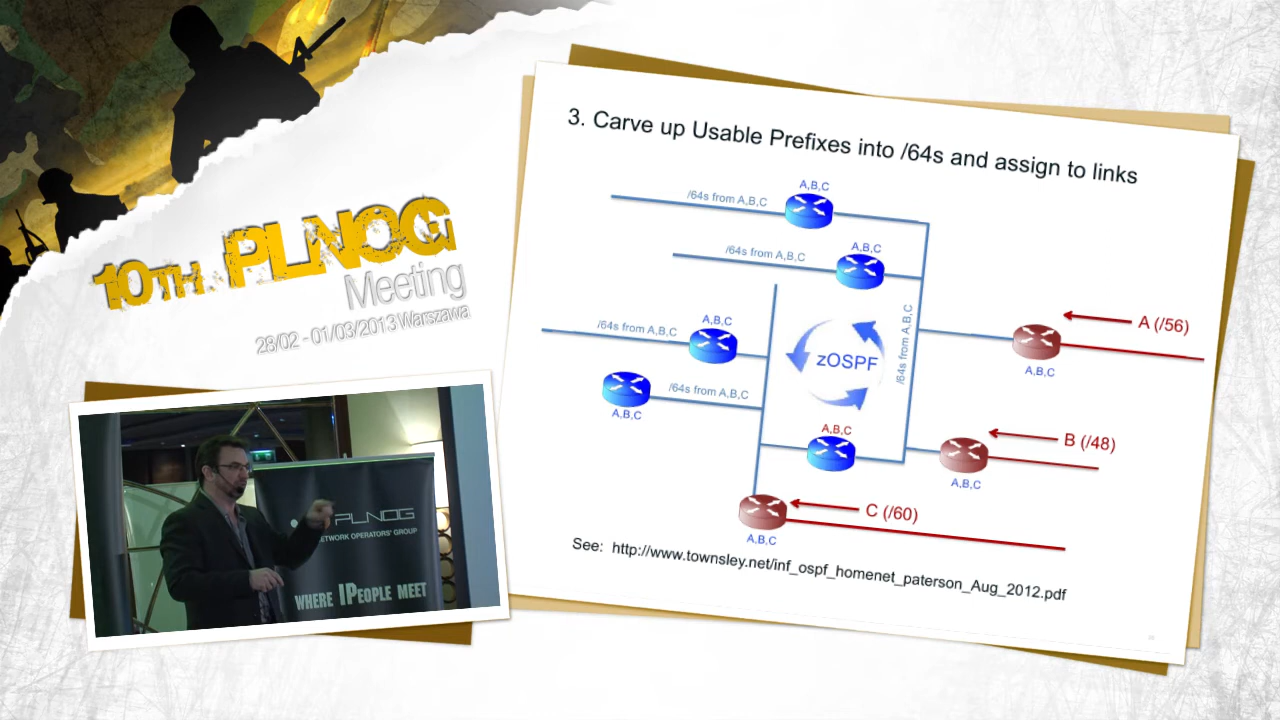 10TH PLNOG
Meeting
28/02 - 01/03/2013 Warszawa
3. Carve up Usable Prefixes into /64s and assign to links
A,B,C
/64s from A,B,C
A,B,C
/64s from A,B,C
A,B,C
/64s from A,B,C
/64s from A,B,C
A (/56)
A,B,C
zOSPF
/64s from A,B,C
A,B,C
A,B,C
B (/48)
A,B,C
C (/60)
A,B,C
See: http://www.townsley.net/inf_ospf_homenet_paterson_Aug_2012.pdf
PLNOG
NETWORK OPERATORS' GROUP
WHERE IPEOPLE MEET